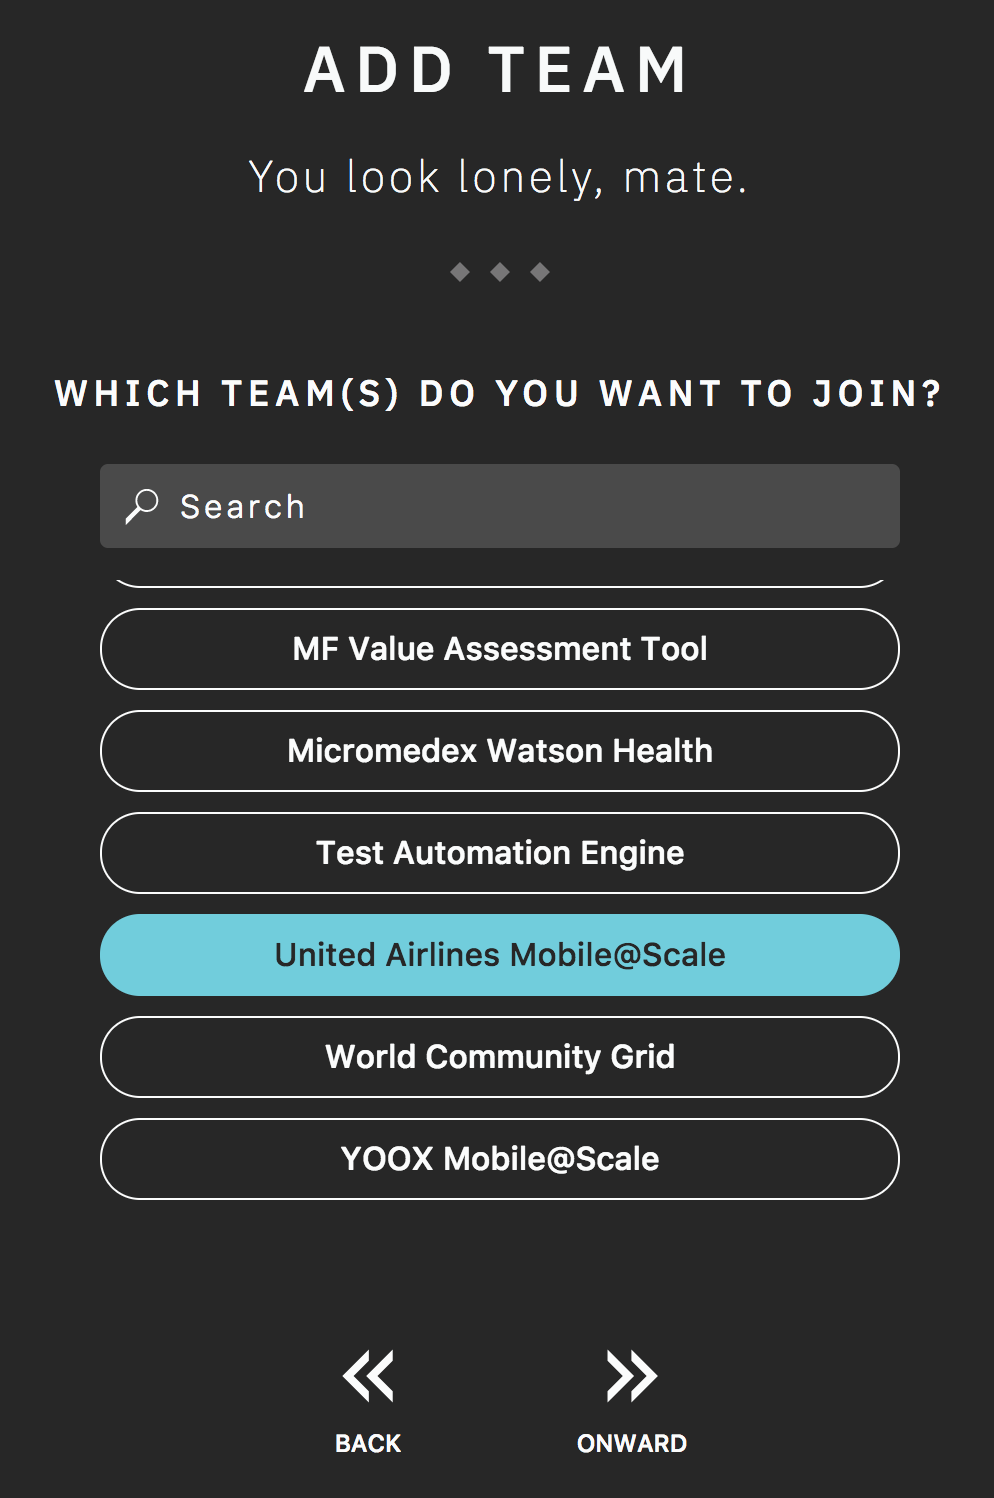 ADD TEAM
You look lonely, mate.
WHICH TEAM(S) DO YOU WANT TO JOIN?
Search
MF Value Assessment Tool
Micromedex Watson Health
Test Automation Engine
United Airlines Mobile@Scale
World Community Grid
YOOX Mobile@Scale
BACK
ONWARD